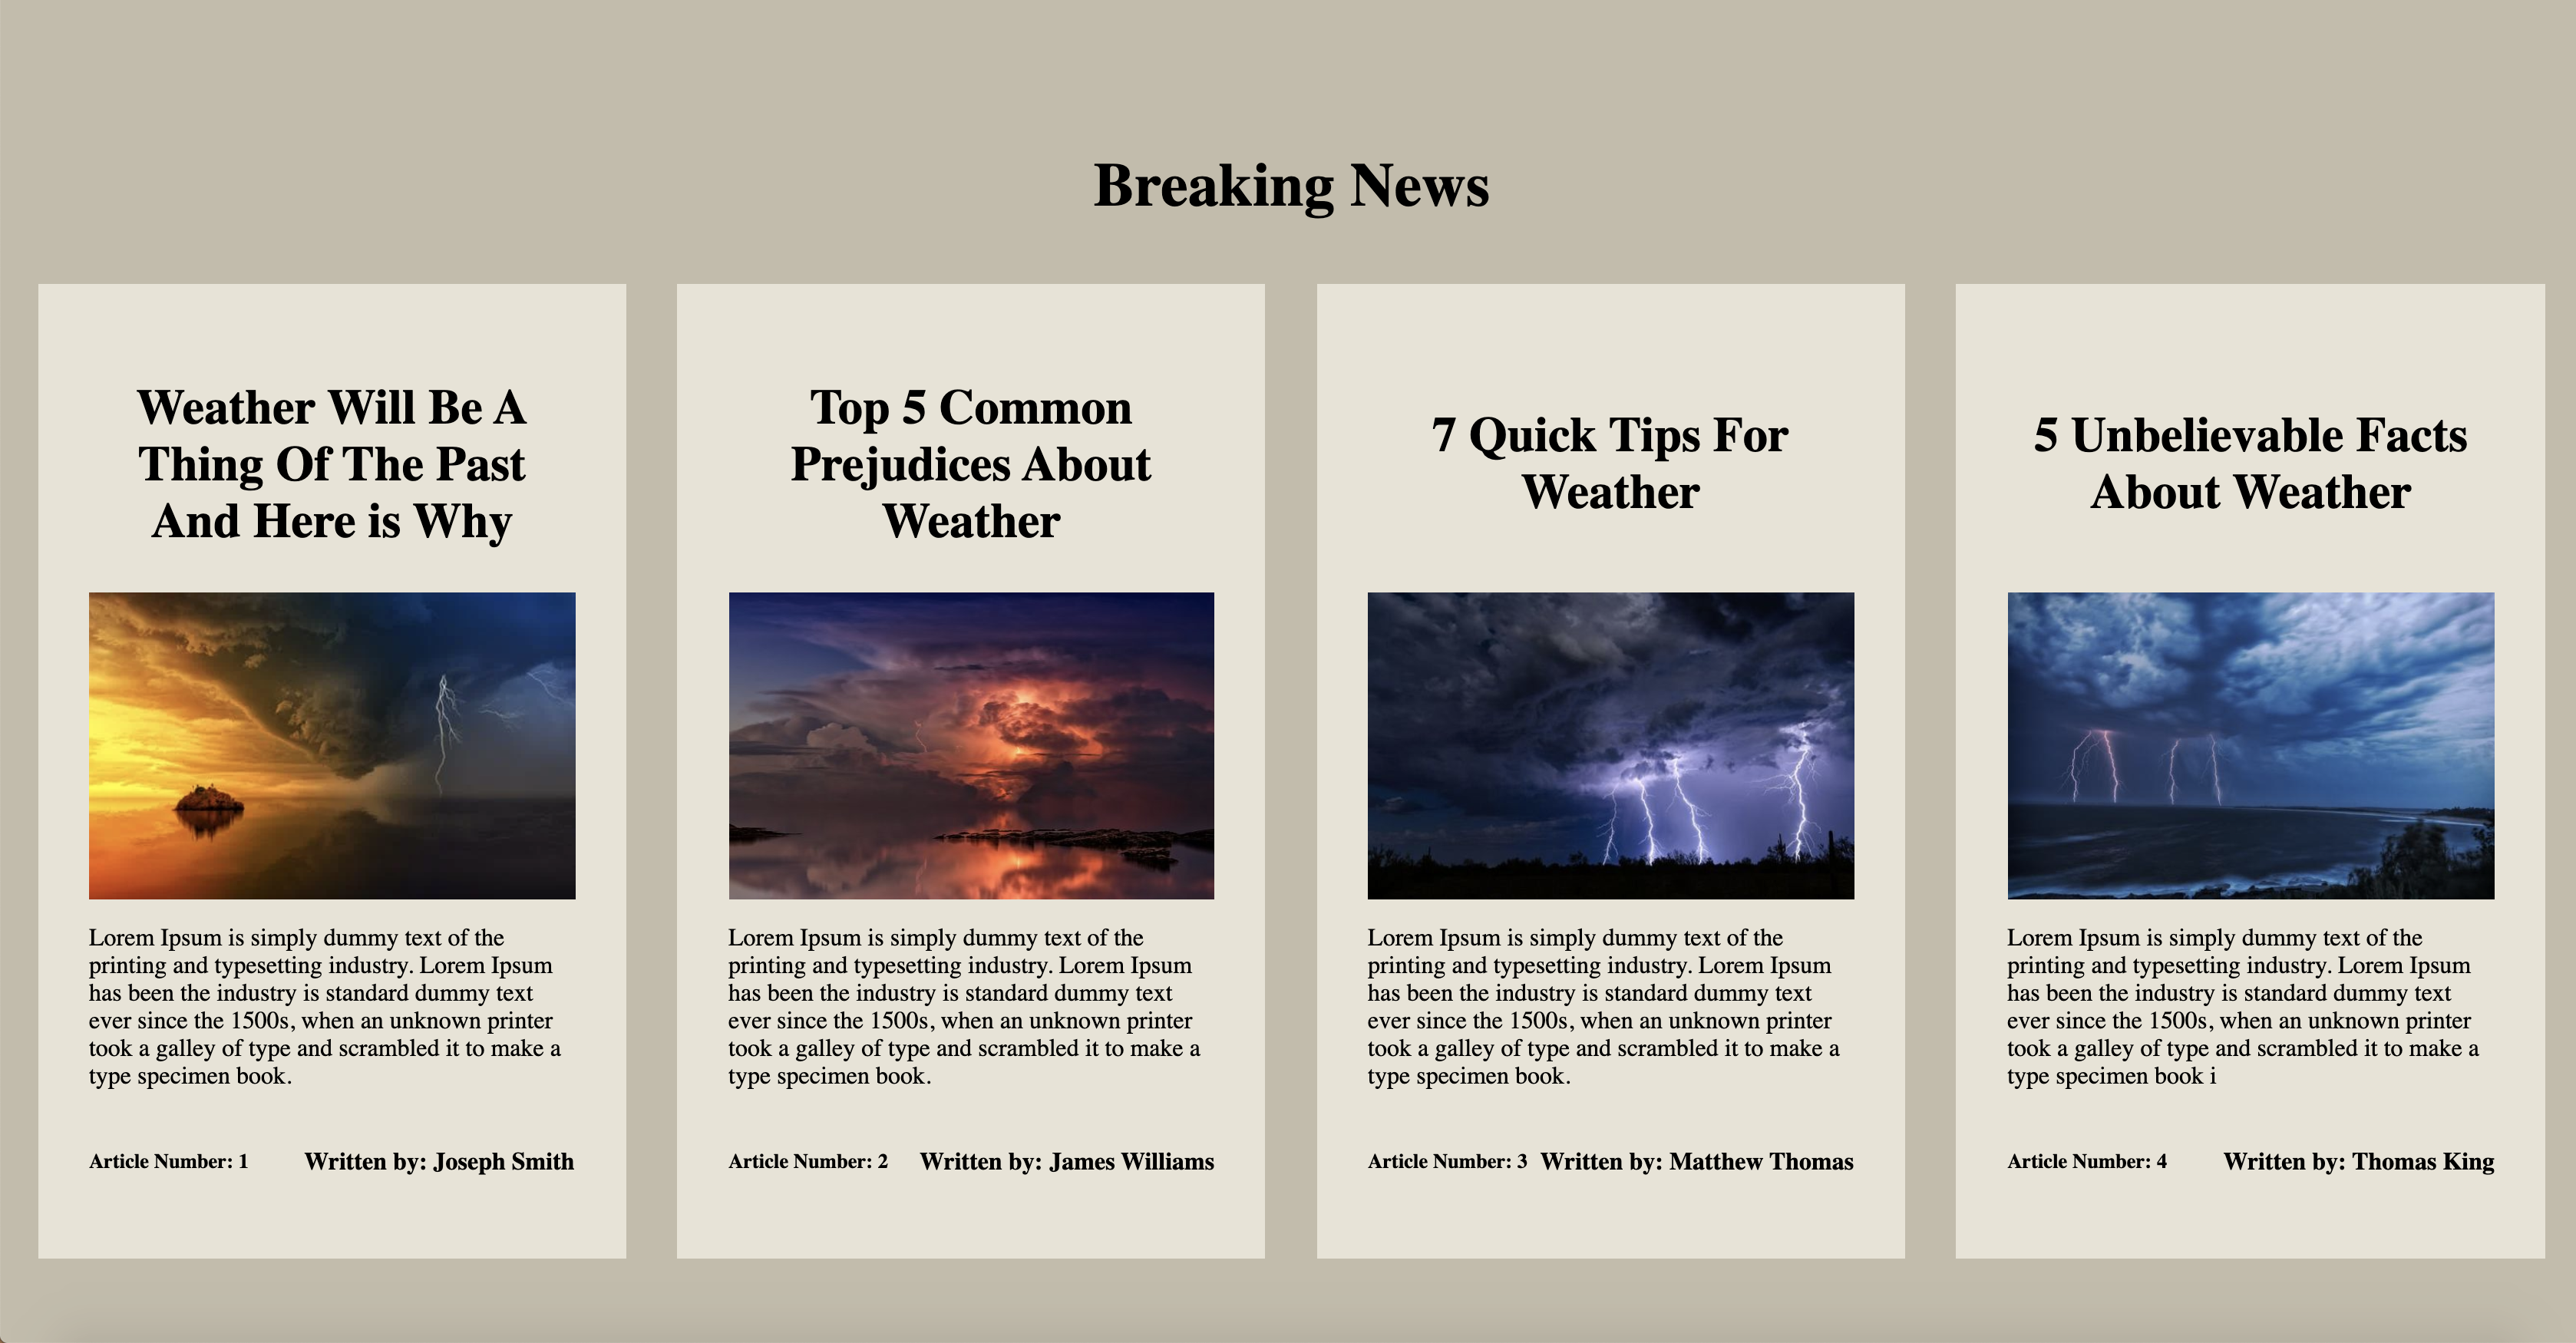 Breaking News
Weather Will Be A
Thing Of The Past
And Here is Why
Lorem Ipsum is simply dummy text of the
printing and typesetting industry. Lorem Ipsum
has been the industry is standard dummy text
ever since the 1500s, when an unknown printer
took a galley of type and scrambled it to make a
type specimen book.
Article Number: 1
Written by: Joseph Smith
Top 5 Common
Prejudices About
Weather
Lorem Ipsum is simply dummy text of the
printing and typesetting industry. Lorem Ipsum
has been the industry is standard dummy text
ever since the 1500s, when an unknown printer
took a galley of type and scrambled it to make a
type specimen book.
Article Number: 2
Written by: James Williams
7 Quick Tips For
Weather
Lorem Ipsum is simply dummy text of the
printing and typesetting industry. Lorem Ipsum
has been the industry is standard dummy text
ever since the 1500s, when an unknown printer
took a galley of type and scrambled it to make a
type specimen book.
Article Number: 3
Written by: Matthew Thomas
5 Unbelievable Facts
About Weather
Lorem Ipsum is simply dummy text of the
printing and typesetting industry. Lorem Ipsum
has been the industry is standard dummy text
ever since the 1500s, when an unknown printer
took a galley of type and scrambled it to make a
type specimen book i
Article Number: 4
Written by: Thomas King